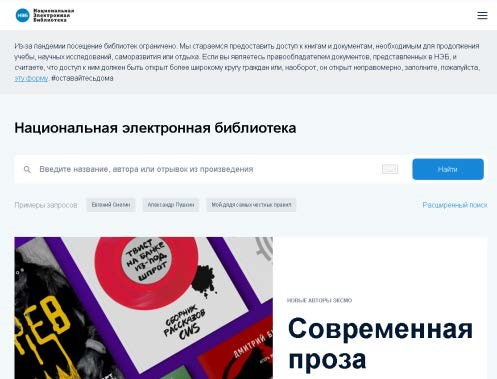 НЭБ
Национальная
Электронная
Библиотека
Из-за пандемии посещение библиотек ограничено. Мы стараемся предоставить доступ к книгам и документам, необходимым для продолжения
учебы, научных исследований, саморазвития или отдыха. Если вы являетесь правообладателем документов, представленных в НЭБ, и
считаете, что доступ к ним должен быть открыт более широкому кругу граждан или, наоборот, он открыт неправомерно, заполните, пожалуйста,
эту форму. #оставайтесьдома
Национальная электронная библиотека
Введите название, автора или отрывок из произведения
Найти
Примеры запросов:
Евгений Онегин
Александр Пушкин
Мой дядя самых честных правил
Расширенный поиск
ТВИСТ
НА БАНКЕ
ИЗ-ПОД
ШПРОТ
СБОРНИК
РАССКАЗОВ
CWS
ДМИТРИЙ
НОВЫЕ АВТОРЫ ЭКСМО
Современная
проза